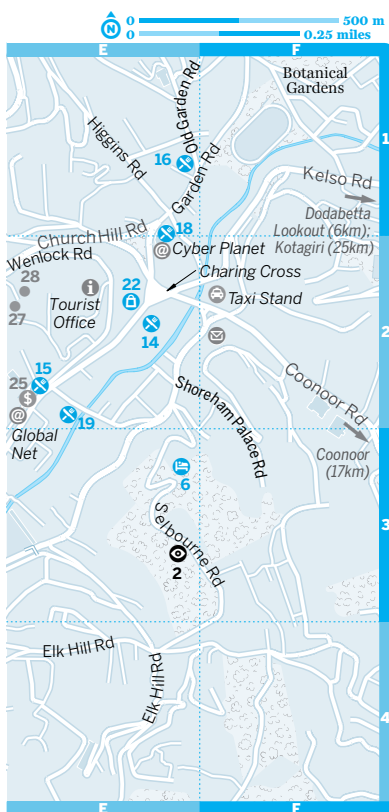 N
0 500 m
0 0.25 miles
E F
Botanical
Gardens
1
Old Garden Rd
Higgins Rd
16
Garden Rd
Kelso Rd
Dodabetta
Lookout (6km);
Kotagiri (25km)
18
Church Hill Rd
@ Cyber Planet
Wenlock Rd
Charing Cross
28
22
Taxi Stand
i
Tourist
Office
27
14
2
15
25
$
@
19
Global
Net
Shoreham Palace Rd
Coonoor Rd
Coonoor
(17km)
6
3
Selbourne Rd
2
Elk Hill Rd
Elk Hill Rd
4
E F